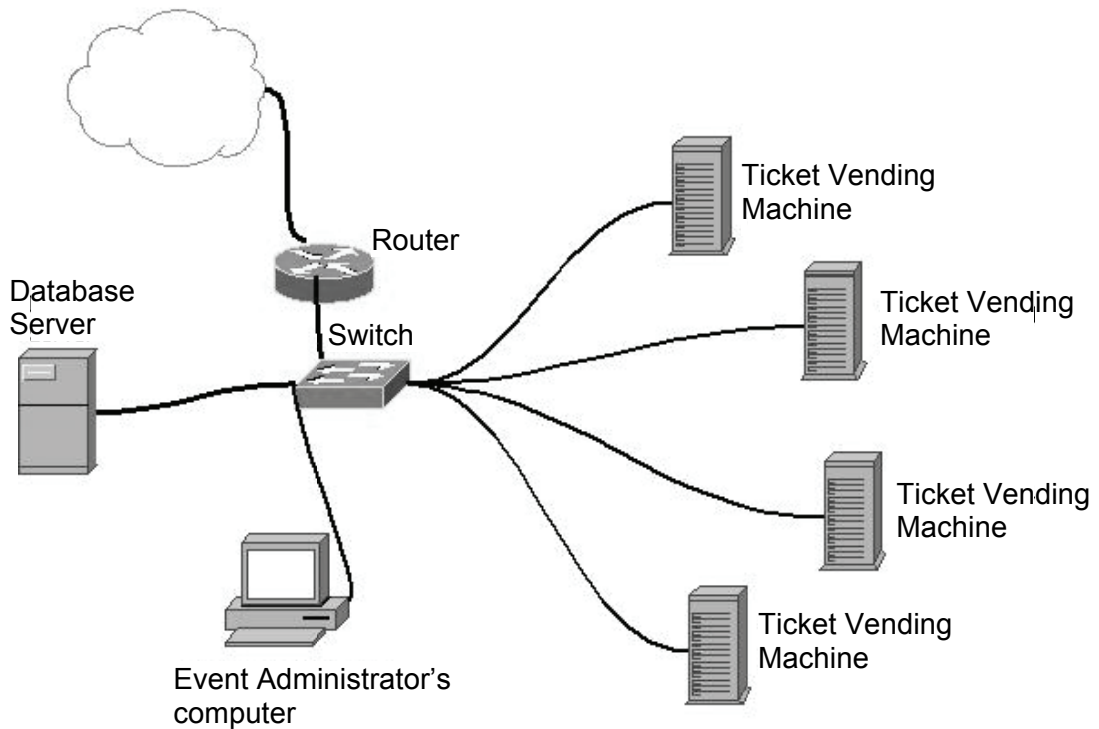 Ticket Vending
Machine
Router
Database
Server
Ticket Vending
Machine
Switch
Ticket Vending
Machine
Ticket Vending
Machine
Event Administrator’s
computer